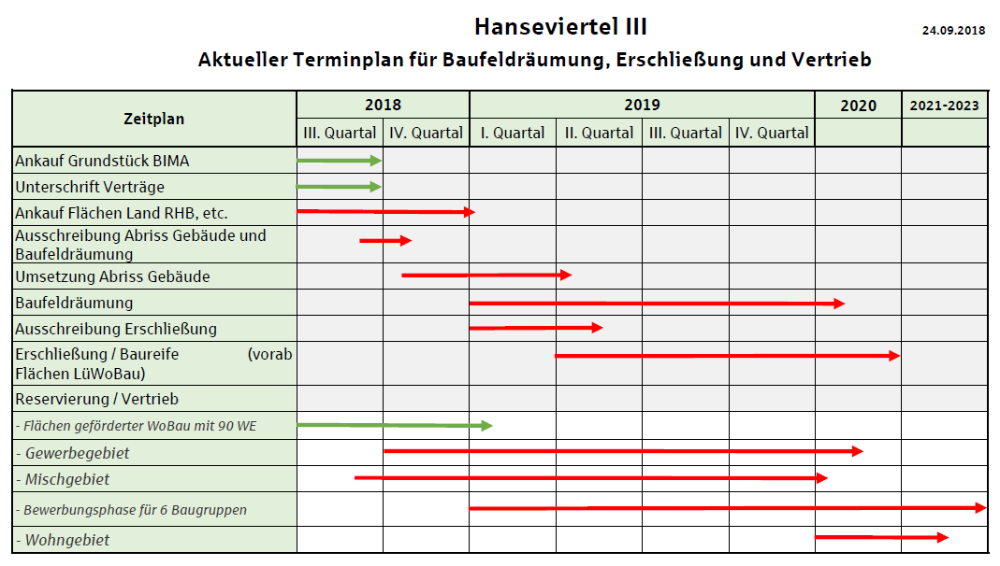 Hanseviertel III
24.09.2018
Aktueller Terminplan für Baufeldräumung, Erschließung und Vertrieb
Zeitplan
2018
2019
2020
2021-2023
III. Quartal
IV. Quartal
I. Quartal
II. Quartal
III. Quartal
IV. Quartal
Ankauf Grundstück BIMA
Unterschrift Verträge
Ankauf Flächen Land RHB, etc.
Ausschreibung Abriss Gebäude und
Baufeldräumung
Umsetzung Abriss Gebäude
Baufeldräumung
Ausschreibung Erschließung
Erschließung / Baureife (vorab
Flächen LüWoBau)
Reservierung / Vertrieb
- Flächen geförderter WoBau mit 90 WE
- Gewerbegebiet
- Mischgebiet
- Bewerbungsphase für 6 Baugruppen
- Wohngebiet